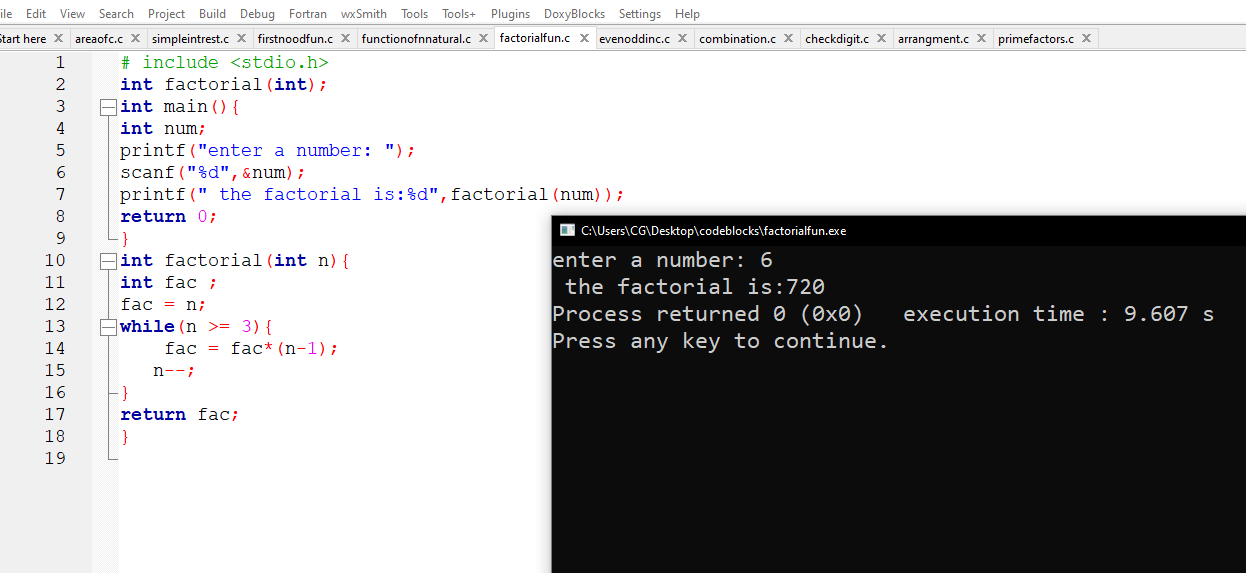 ile Edit View Search Project Build Debug Fortran wxSmith Tools Tools+ Plugins DoxyBlocks Settings Help
Start here areaofc.c simpleintrest.c firstnoodfun.c functionofnnatural.c factorialfun.c evenoddinc.c combination.c checkdigit.c arrangment.c primefactors.c
1 # include <stdio.h>
2 int factorial(int);
3 int main(){
4 int num;
5 printf("enter a number: ");
6 scanf("%d",&num);
7 printf(" the factorial is:%d",factorial(num));
8 return 0;
9 }
10 int factorial(int n){
11 int fac ;
12 fac = n;
13 while(n >= 3){
14     fac = fac*(n-1);
15    n--;
16 }
17 return fac;
18 }
19
C:\Users\CG\Desktop\codeblocks\factorialfun.exe
enter a number: 6
 the factorial is:720
Process returned 0 (0x0)   execution time : 9.607 s
Press any key to continue.